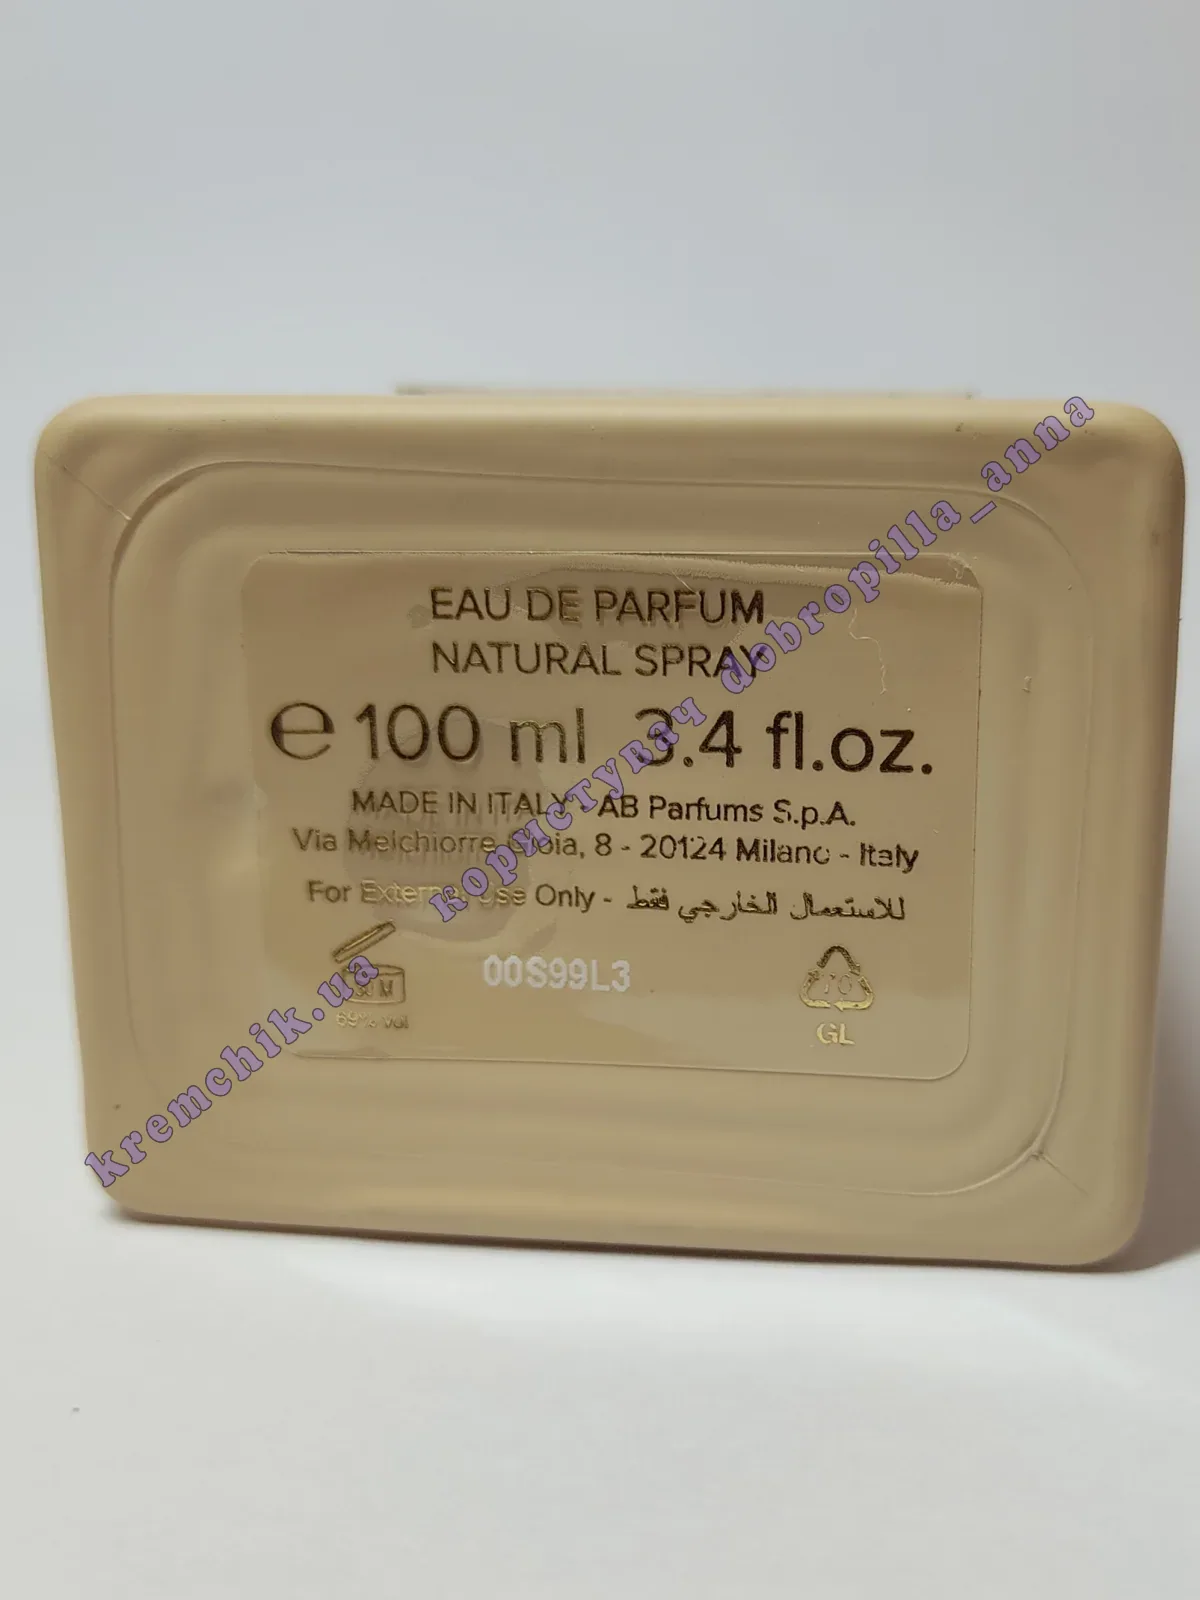 EAU DE PARFUM
NATURAL SPRAY
℮ 100 ml 3.4 fl.oz.
MADE IN ITALY - AB Parfums S.p.A.
Via Melchiorre Gioia, 8 - 20124 Milano - Italy
For External Use Only - للاستعمال الخارجي فقط
M
00S99L3
70
69% vol
GL
kremchik.ua користувач dobropilla_anna